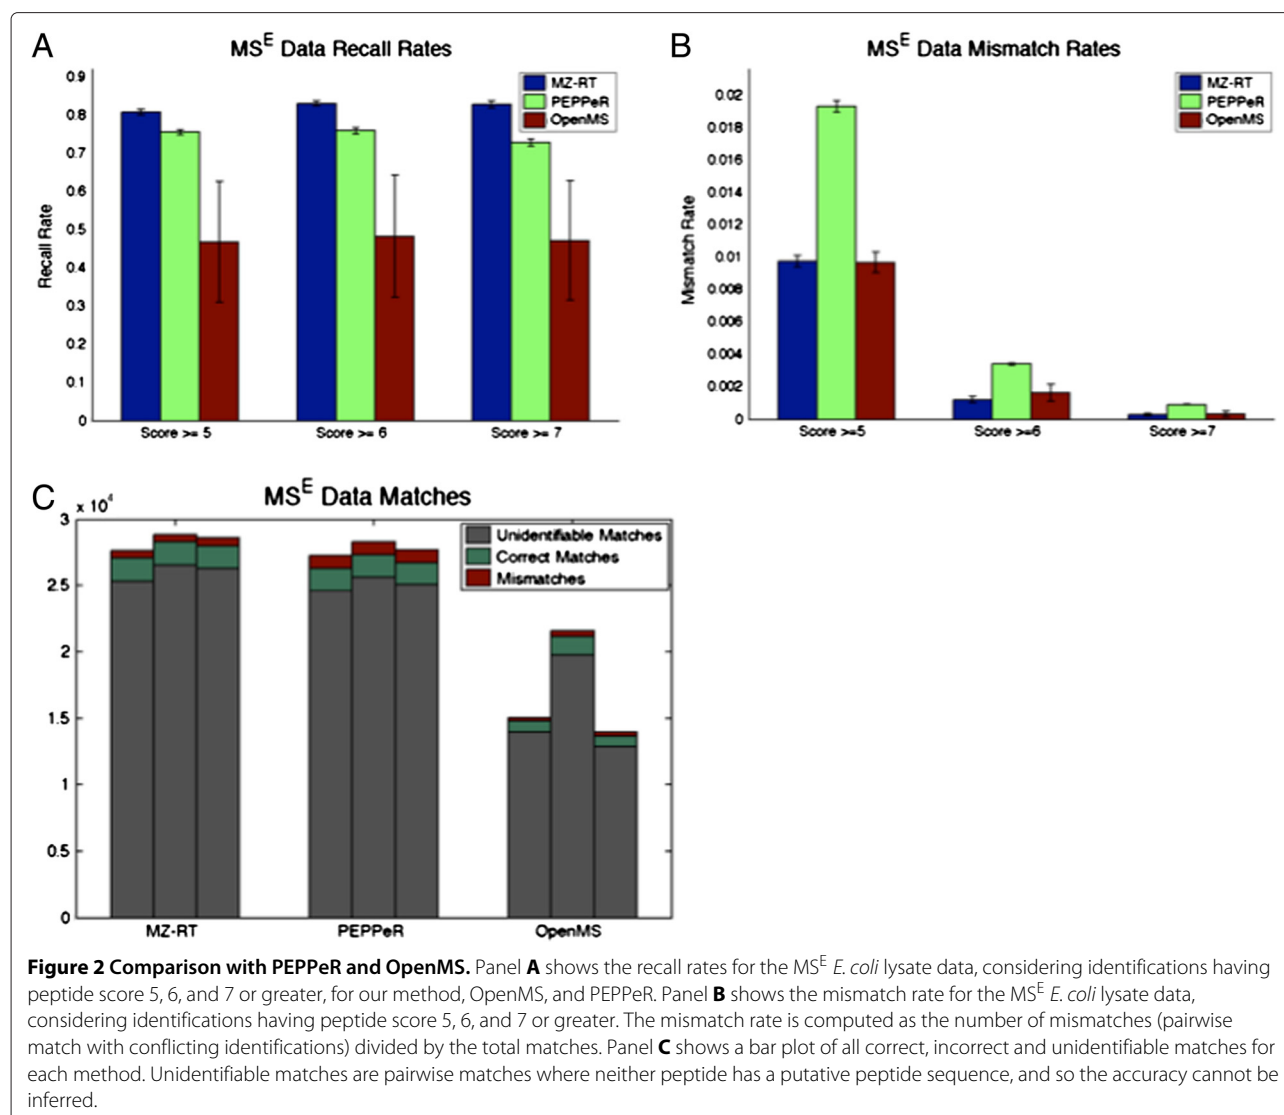 A
MS^E Data Recall Rates
0.9
0.8
0.7
0.6
0.5
0.4
0.3
0.2
0.1
0
Recall Rate
MZ-RT
PEPPeR
OpenMS
Score >= 5
Score >= 6
Score >= 7
B
MS^E Data Mismatch Rates
0.02
0.018
0.016
0.014
0.012
0.01
0.008
0.006
0.004
0.002
0
Mismatch Rate
MZ-RT
PEPPeR
OpenMS
Score >=5
Score >=6
Score >=7
C
MS^E Data Matches
x 10^4
3
2.5
2
1.5
1
0.5
0
Unidentifiable Matches
Correct Matches
Mismatches
MZ-RT
PEPPeR
OpenMS
Figure 2 Comparison with PEPPeR and OpenMS. Panel A shows the recall rates for the MS^E E. coli lysate data, considering identifications having
peptide score 5, 6, and 7 or greater, for our method, OpenMS, and PEPPeR. Panel B shows the mismatch rate for the MS^E E. coli lysate data,
considering identifications having peptide score 5, 6, and 7 or greater. The mismatch rate is computed as the number of mismatches (pairwise
match with conflicting identifications) divided by the total matches. Panel C shows a bar plot of all correct, incorrect and unidentifiable matches for
each method. Unidentifiable matches are pairwise matches where neither peptide has a putative peptide sequence, and so the accuracy cannot be
inferred.